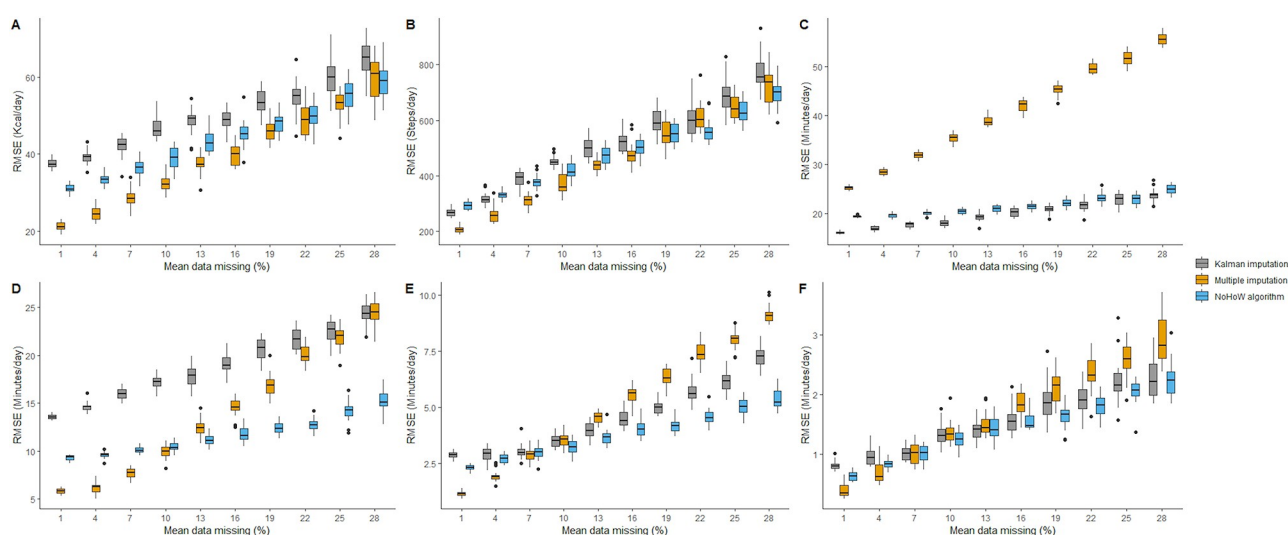 A
RMSE (Kcal/day)
60
40
20
1 4 7 10 13 16 19 22 25 28
Mean data missing (%)
B
RMSE (Steps/day)
800
600
400
200
1 4 7 10 13 16 19 22 25 28
Mean data missing (%)
C
RMSE (Minutes/day)
50
40
30
20
1 4 7 10 13 16 19 22 25 28
Mean data missing (%)
Kalman imputation
Multiple imputation
NoHoW algorithm
D
RMSE (Minutes/day)
25
20
15
10
5
1 4 7 10 13 16 19 22 25 28
Mean data missing (%)
E
RMSE (Minutes/day)
10.0
7.5
5.0
2.5
1 4 7 10 13 16 19 22 25 28
Mean data missing (%)
F
RMSE (Minutes/day)
3
2
1
1 4 7 10 13 16 19 22 25 28
Mean data missing (%)